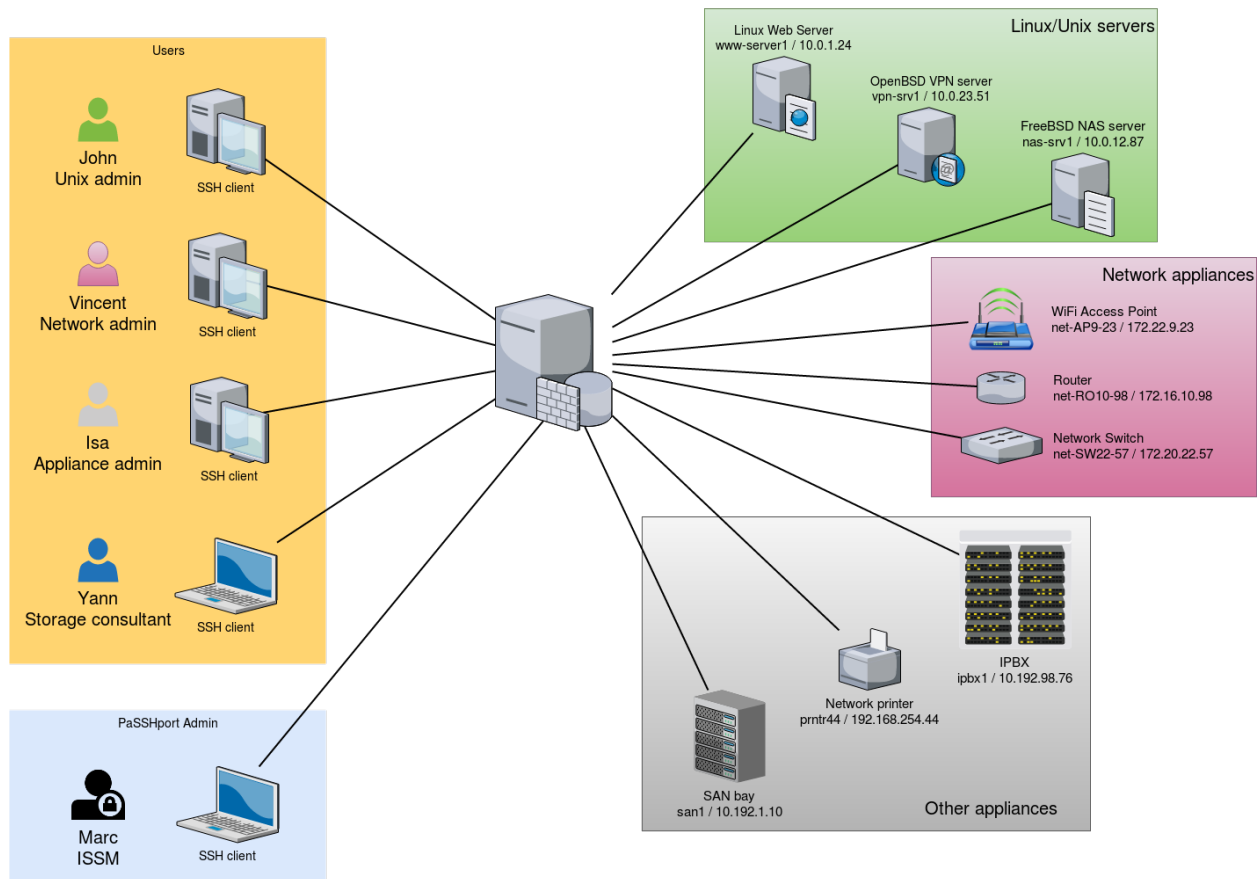 Users
John
Unix admin
SSH client
Vincent
Network admin
SSH client
Isa
Appliance admin
SSH client
Yann
Storage consultant
SSH client
PaSSHport Admin
Marc
ISSM
SSH client
Linux/Unix servers
Linux Web Server
www-server1 / 10.0.1.24
OpenBSD VPN server
vpn-srv1 / 10.0.23.51
FreeBSD NAS server
nas-srv1 / 10.0.12.87
Network appliances
WiFi Access Point
net-AP9-23 / 172.22.9.23
Router
net-RO10-98 / 172.16.10.98
Network Switch
net-SW22-57 / 172.20.22.57
IPBX
ipbx1 / 10.192.98.76
Network printer
prntr44 / 192.168.254.44
SAN bay
san1 / 10.192.1.10
Other appliances